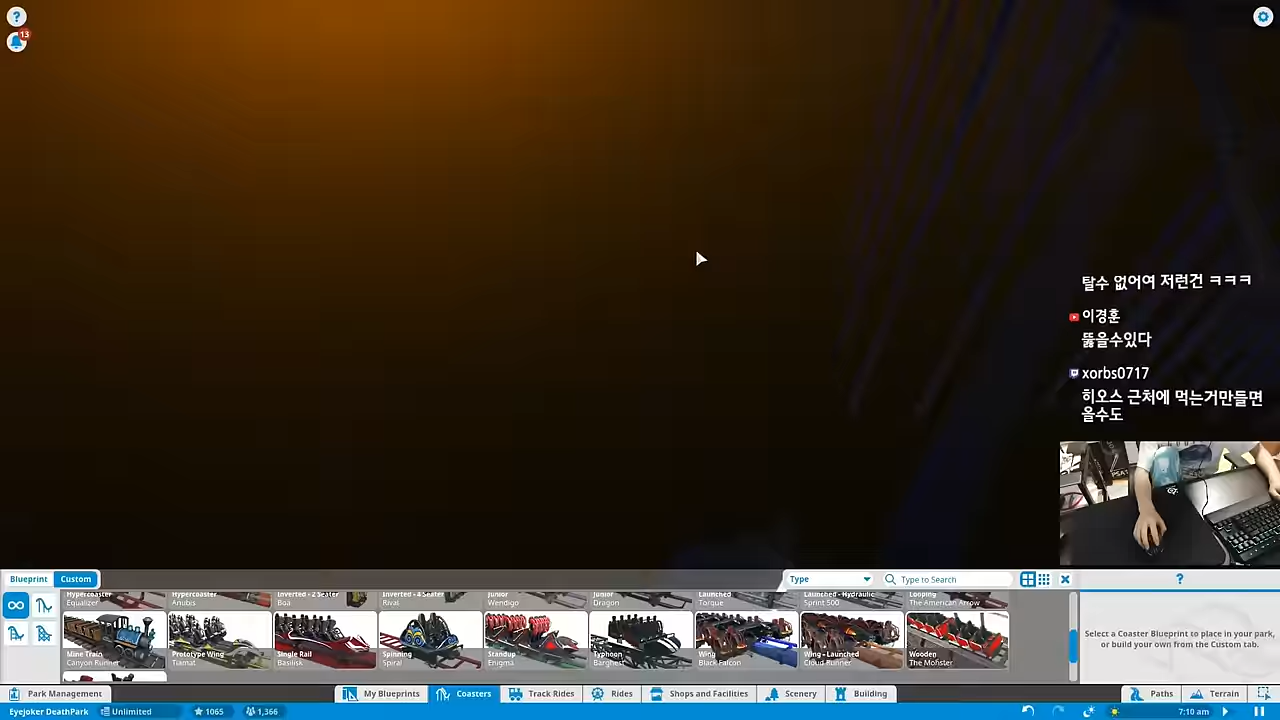 ?
13
탈수 없어여 저런건 ㅋㅋㅋ
이경훈
뚫을수있다
xorbs0717
히오스 근처에 먹는거만들면
올수도
Blueprint
Custom
Type
Type to Search
?
Hypercoaster
Equalizer
Hypercoaster
Anubis
Inverted - 2 Seater
Boa
Inverted - 4 Seater
Rival
Junior
Wendigo
Junior
Dragon
Launched
Torque
Launched - Hydraulic
Sprint 500
Looping
The American Arrow
Mine Train
Canyon Runner
Prototype Wing
Tiamat
Single Rail
Basilisk
Spinning
Spiral
Standup
Enigma
Typhoon
Barghest
Wing
Black Falcon
Wing - Launched
Cloud Runner
Wooden
The Monster
Select a Coaster Blueprint to place in your park,
or build your own from the Custom tab.
Park Management
My Blueprints
Coasters
Track Rides
Rides
Shops and Facilities
Scenery
Building
Paths
Terrain
Eyejoker DeathPark
Unlimited
1065
1,366
7:10 am